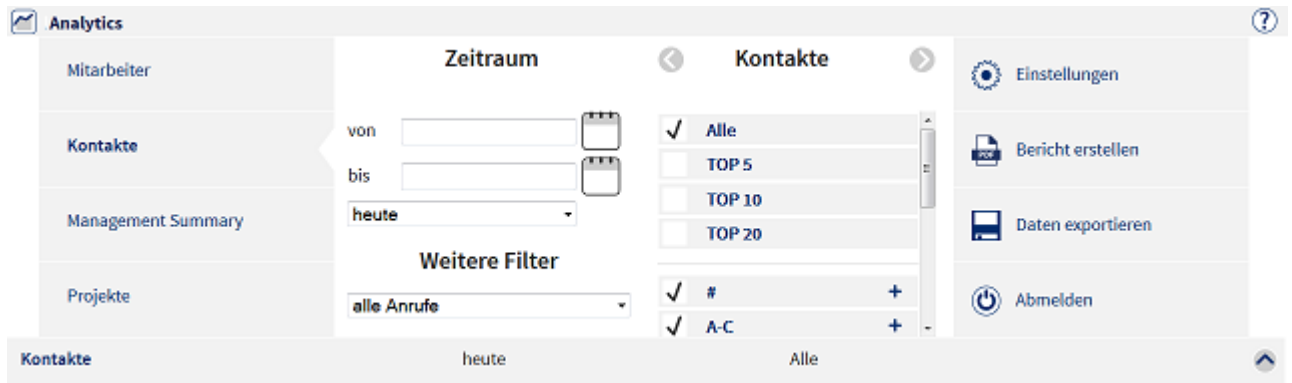 Analytics
?
Mitarbeiter
Kontakte
Management Summary
Projekte
Zeitraum
von
bis
heute
Weitere Filter
alle Anrufe
Kontakte
Alle
TOP 5
TOP 10
TOP 20
# +
A-C +
Einstellungen
PDF
Bericht erstellen
Daten exportieren
Abmelden
Kontakte heute Alle